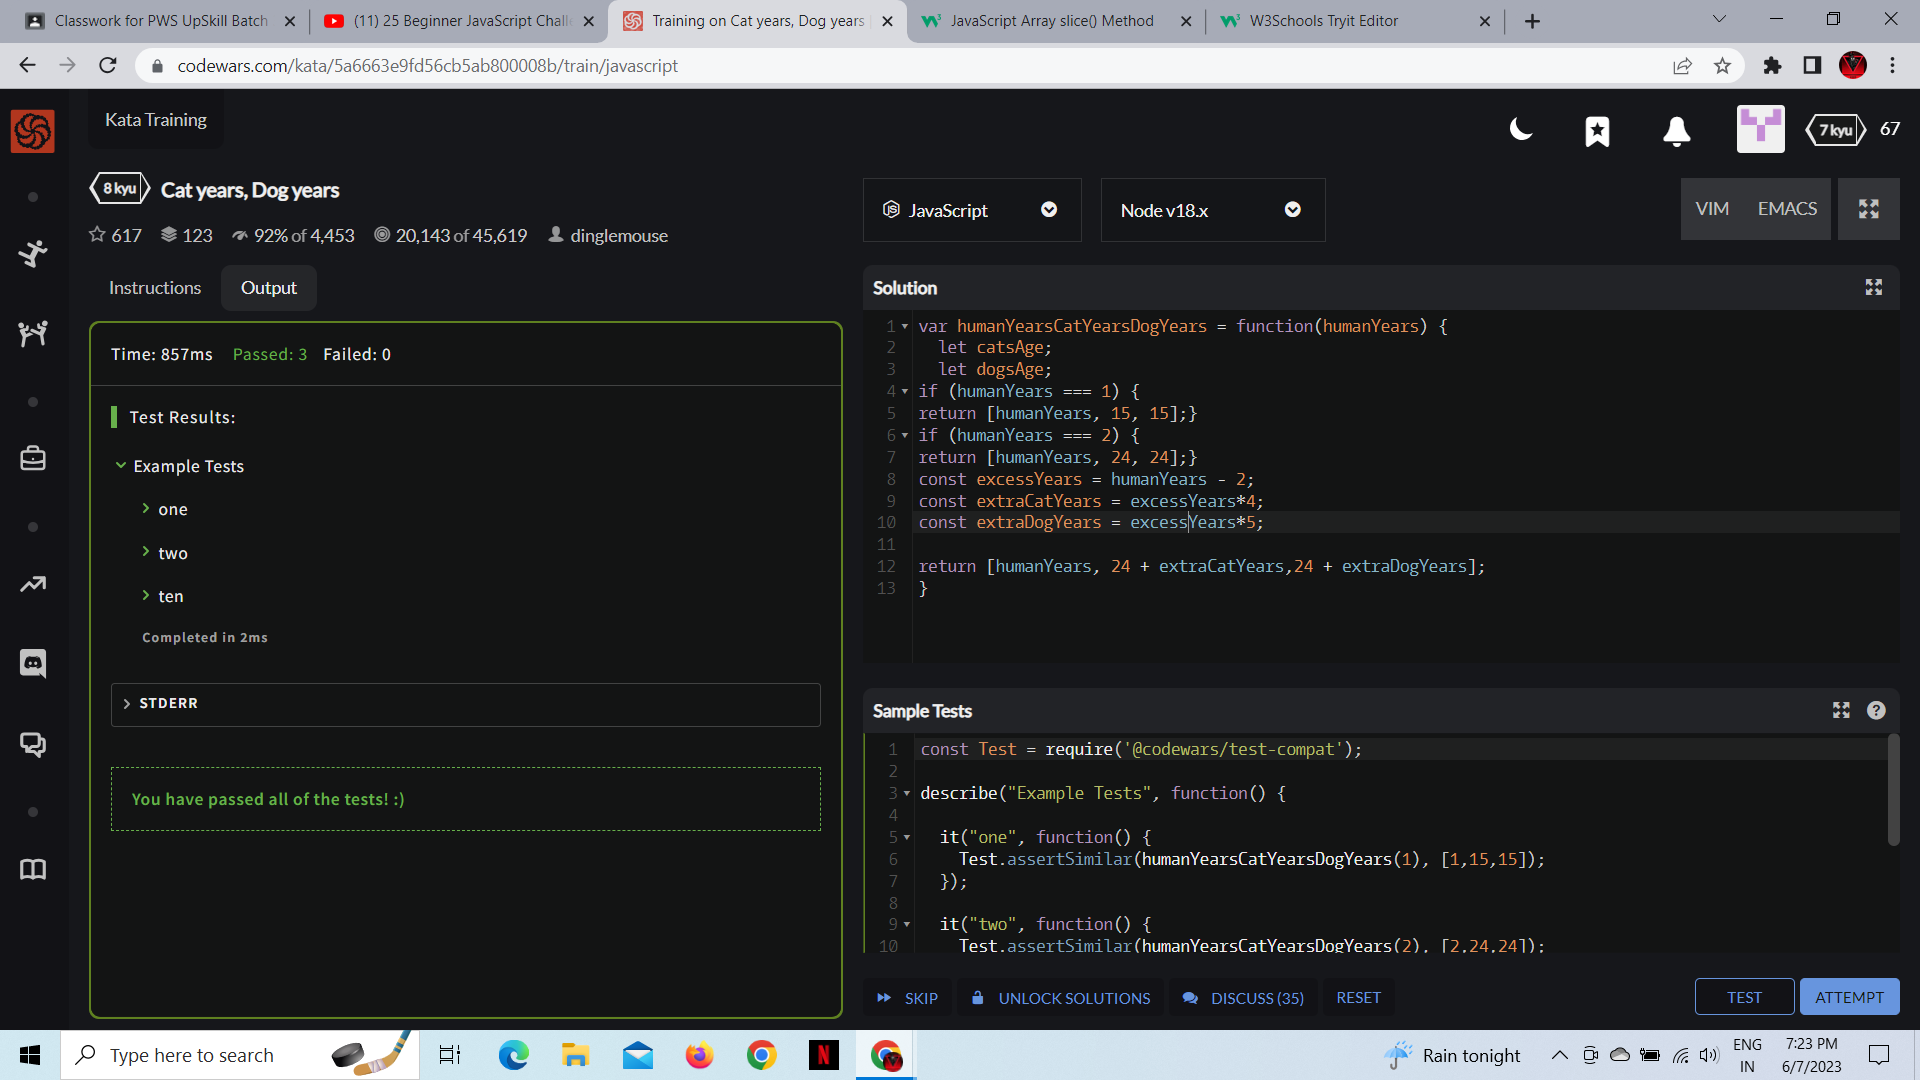 Classwork for PWS UpSkill Batch
(11) 25 Beginner JavaScript Chall
Training on Cat years, Dog years
JavaScript Array slice() Method
W3Schools Tryit Editor
codewars.com/kata/5a6663e9fd56cb5ab800008b/train/javascript
Kata Training
7 kyu
67
8 kyu
Cat years, Dog years
617
123
92% of 4,453
20,143 of 45,619
dinglemouse
JavaScript
Node v18.x
VIM
EMACS
Instructions
Output
Time: 857ms Passed: 3 Failed: 0
Test Results:
Example Tests
one
two
ten
Completed in 2ms
STDERR
You have passed all of the tests! :)
Solution
1 var humanYearsCatYearsDogYears = function(humanYears) {
2 let catsAge;
3 let dogsAge;
4 if (humanYears === 1) {
5 return [humanYears, 15, 15];}
6 if (humanYears === 2) {
7 return [humanYears, 24, 24];}
8 const excessYears = humanYears - 2;
9 const extraCatYears = excessYears*4;
10 const extraDogYears = excessYears*5;
11
12 return [humanYears, 24 + extraCatYears,24 + extraDogYears];
13 }
Sample Tests
1 const Test = require('@codewars/test-compat');
2
3 describe("Example Tests", function() {
4
5 it("one", function() {
6 Test.assertSimilar(humanYearsCatYearsDogYears(1), [1,15,15]);
7 });
8
9 it("two", function() {
10 Test.assertSimilar(humanYearsCatYearsDogYears(2), [2,24,24]);
SKIP
UNLOCK SOLUTIONS
DISCUSS (35)
RESET
TEST
ATTEMPT
Type here to search
Rain tonight
ENG
IN
7:23 PM
6/7/2023